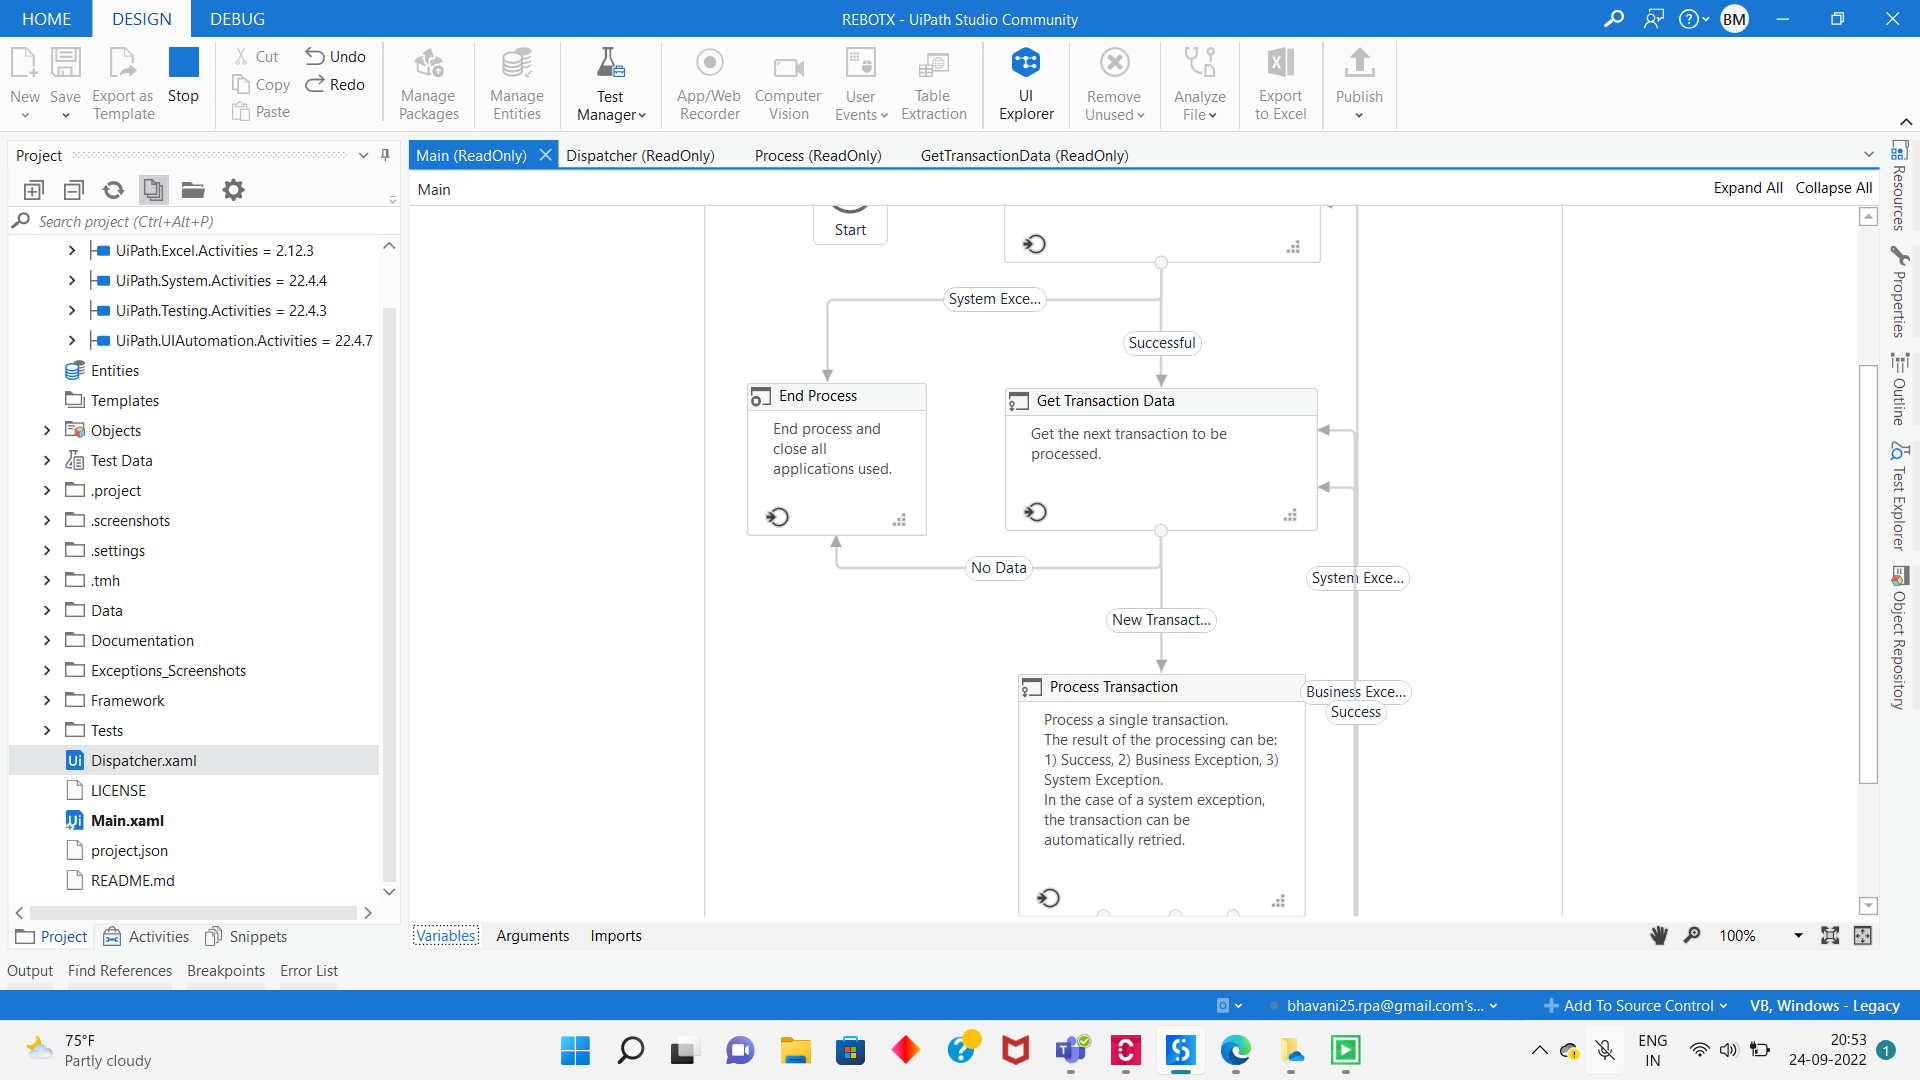 HOME DESIGN DEBUG
REBOTX - UiPath Studio Community
BM
New
Save
Export as
Template
Stop
Cut
Copy
Paste
Undo
Redo
Manage
Packages
Manage
Entities
Test
Manager
App/Web
Recorder
Computer
Vision
User
Events
Table
Extraction
UI
Explorer
Remove
Unused
Analyze
File
Export
to Excel
Publish
Project
Search project (Ctrl+Alt+P)
UiPath.Excel.Activities = 2.12.3
UiPath.System.Activities = 22.4.4
UiPath.Testing.Activities = 22.4.3
UiPath.UIAutomation.Activities = 22.4.7
Entities
Templates
Objects
Test Data
.project
.screenshots
.settings
.tmh
Data
Documentation
Exceptions_Screenshots
Framework
Tests
Dispatcher.xaml
LICENSE
Main.xaml
project.json
README.md
Project Activities Snippets
Main (ReadOnly) Dispatcher (ReadOnly) Process (ReadOnly) GetTransactionData (ReadOnly)
Main
Expand All Collapse All
Start
System Exce...
Successful
End Process
End process and
close all
applications used.
Get Transaction Data
Get the next transaction to be
processed.
No Data
System Exce...
New Transact...
Process Transaction
Process a single transaction.
The result of the processing can be:
1) Success, 2) Business Exception, 3)
System Exception.
In the case of a system exception,
the transaction can be
automatically retried.
Business Exce...
Success
Variables Arguments Imports
100%
Resources
Properties
Outline
Test Explorer
Object Repository
Output Find References Breakpoints Error List
bhavani25.rpa@gmail.com's...
Add To Source Control
VB, Windows - Legacy
75°F
Partly cloudy
ENG
IN
20:53
24-09-2022
1